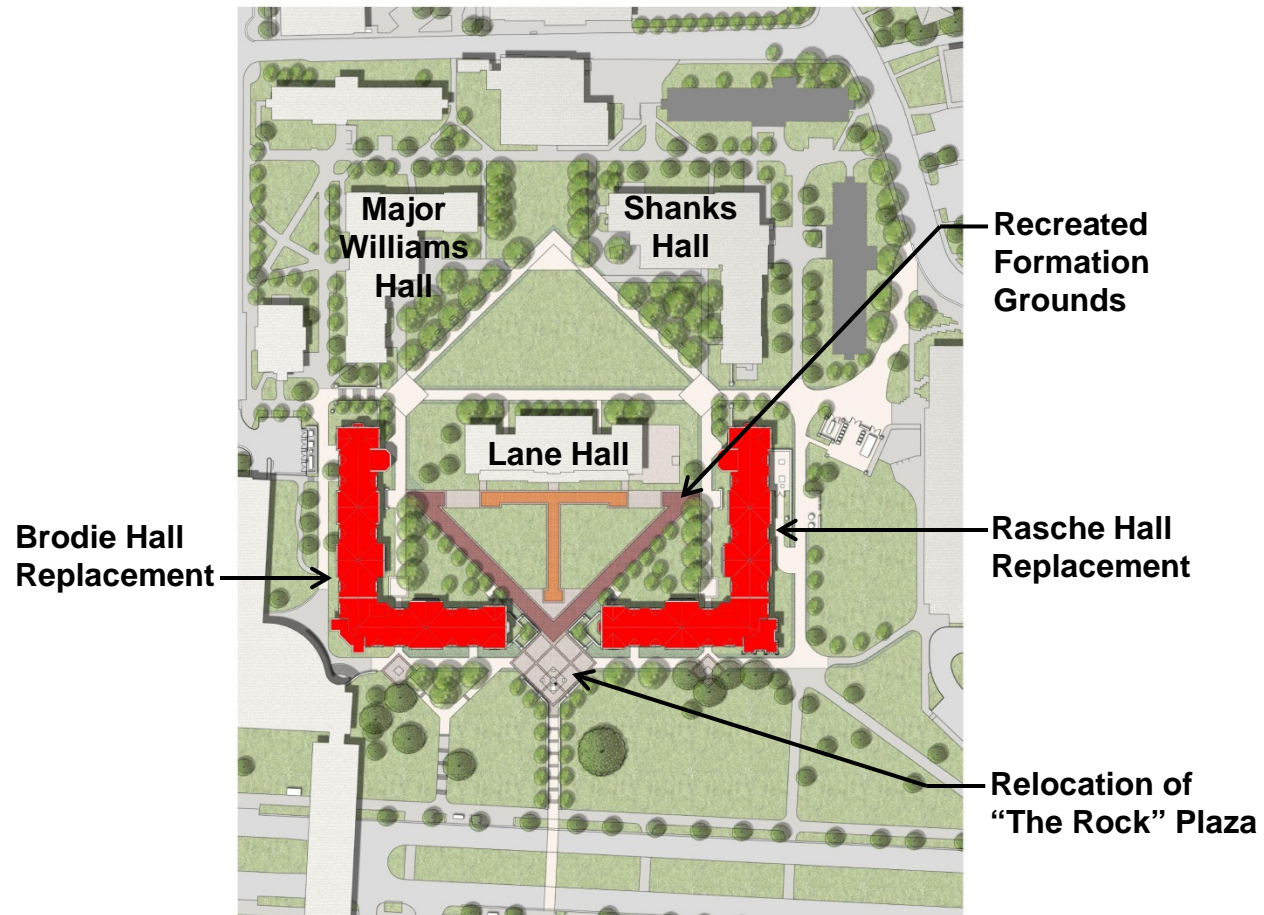 Major
Williams
Hall
Shanks
Hall
Recreated
Formation
Grounds
Lane Hall
Brodie Hall
Replacement
Rasche Hall
Replacement
Relocation of
“The Rock” Plaza